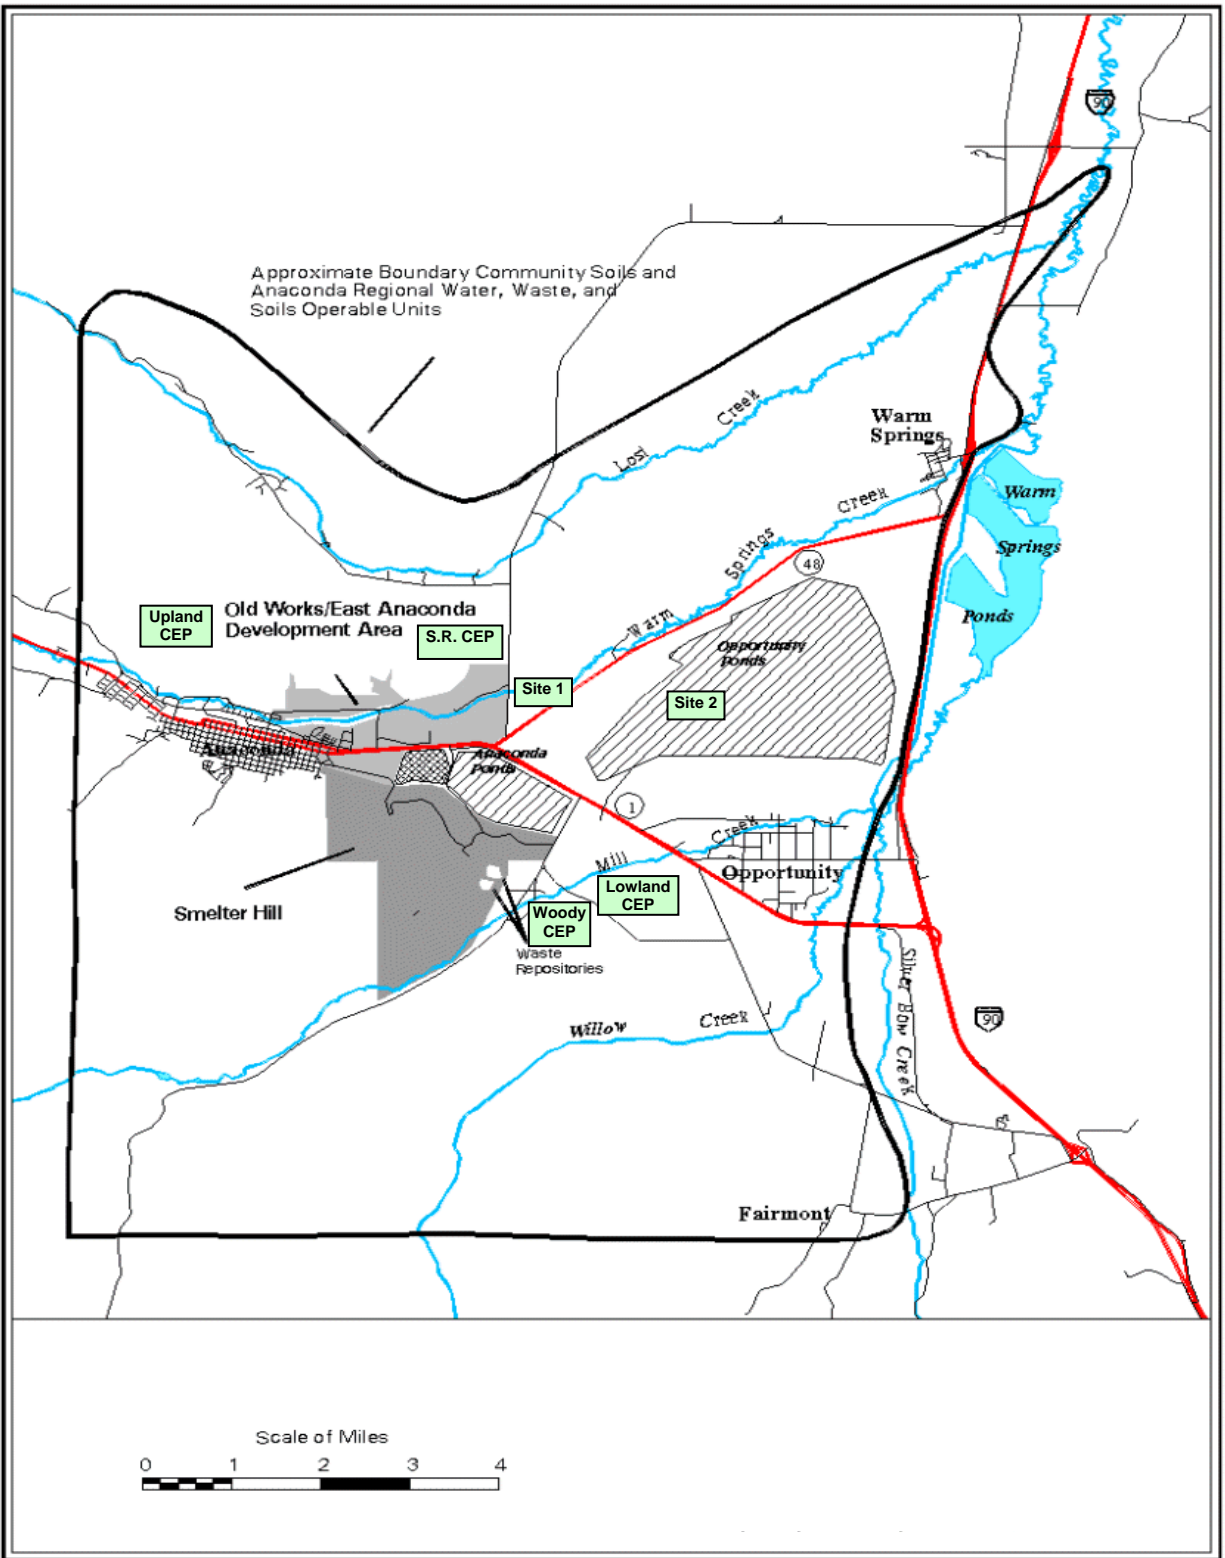 90
Approximate Boundary Community Soils and
Anaconda Regional Water, Waste, and
Soils Operable Units
Lost Creek
Warm
Springs
Warm Springs Creek
Warm
Springs
Ponds
48
Upland
CEP
Old Works/East Anaconda
Development Area
S.R. CEP
Opportunity
Ponds
Site 1
Site 2
Anaconda
Anaconda
Ponds
1
Mill Creek
Opportunity
Lowland
CEP
Smelter Hill
Woody
CEP
Waste
Repositories
Silver Bow Creek
Willow Creek
90
Fairmont
Scale of Miles
0 1 2 3 4